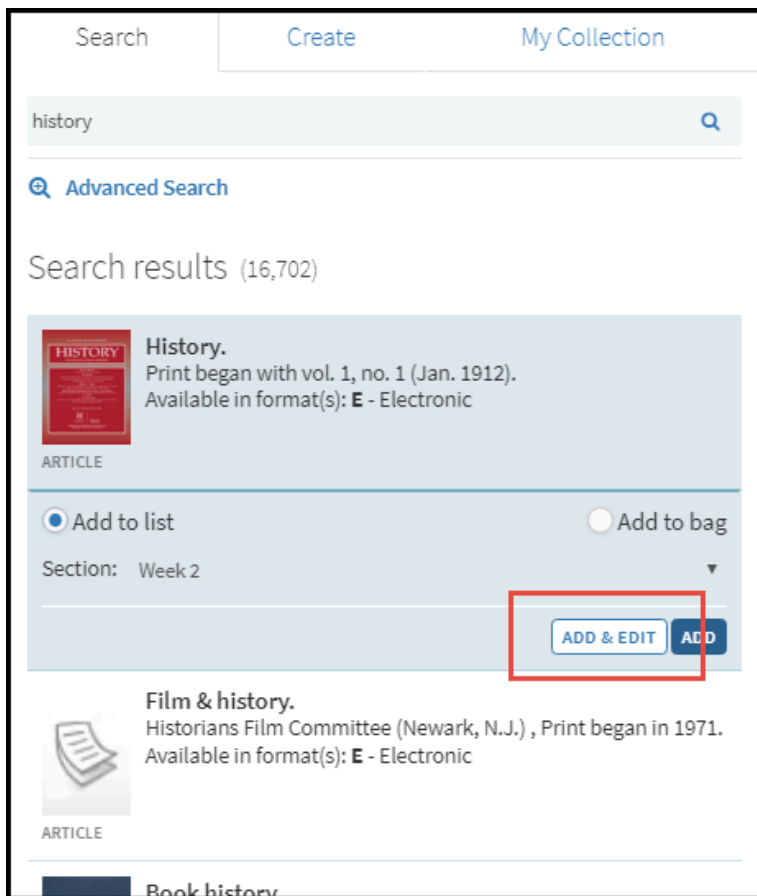 Search Create My Collection
history
Advanced Search
Search results (16,702)
HISTORY
History.
Print began with vol. 1, no. 1 (Jan. 1912).
Available in format(s): E - Electronic
ARTICLE
Add to list Add to bag
Section: Week 2
ADD & EDIT ADD
Film & history.
Historians Film Committee (Newark, N.J.) , Print began in 1971.
Available in format(s): E - Electronic
ARTICLE
Book history